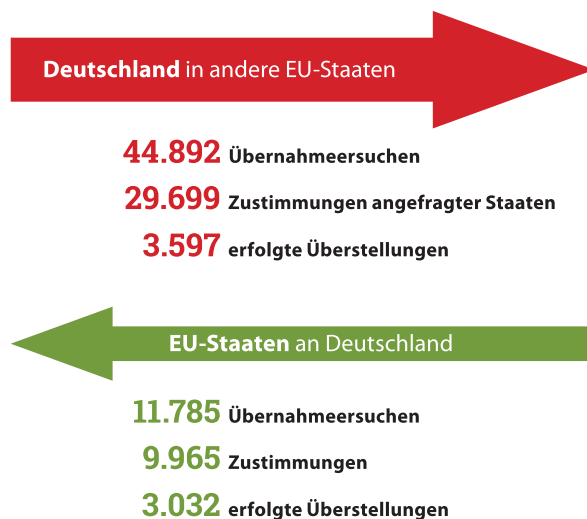 Deutschland in andere EU-Staaten
44.892 Übernahmeersuchen
29.699 Zustimmungen angefragter Staaten
3.597 erfolgte Überstellungen
EU-Staaten an Deutschland
11.785 Übernahmeersuchen
9.965 Zustimmungen
3.032 erfolgte Überstellungen